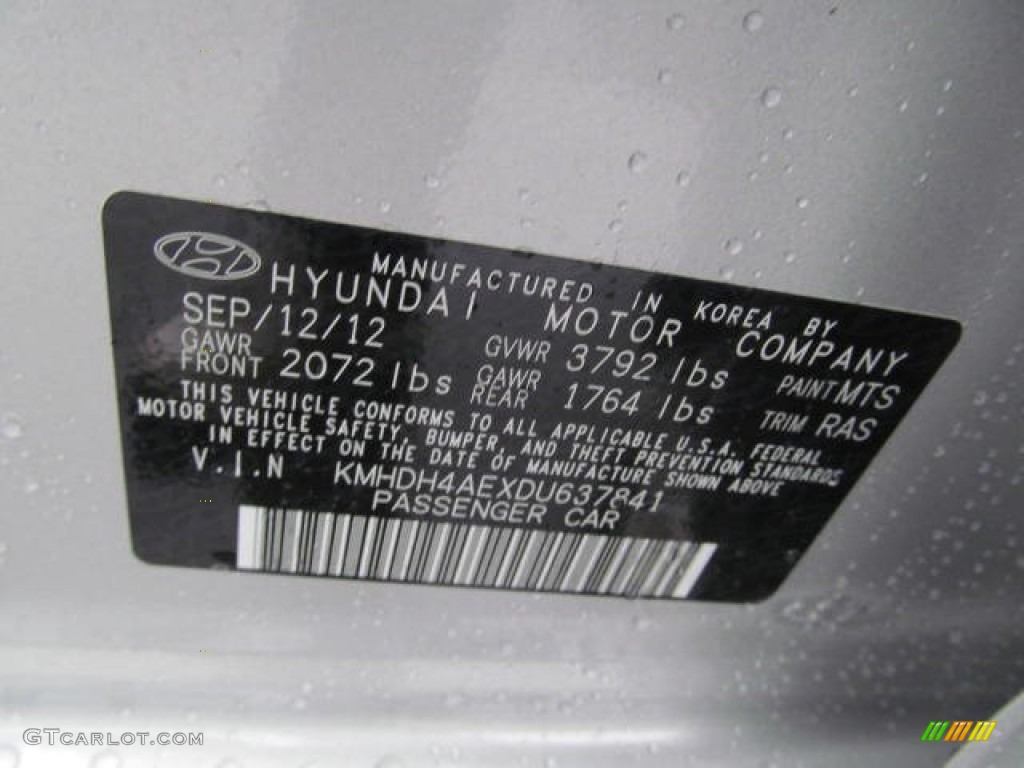 MANUFACTURED IN KOREA BY
HYUNDAI MOTOR COMPANY
SEP/12/12 GVWR 3792 lbs PAINT MTS
GAWR FRONT 2072 lbs GAWR REAR 1764 lbs TRIM RAS
THIS VEHICLE CONFORMS TO ALL APPLICABLE U.S.A. FEDERAL
MOTOR VEHICLE SAFETY, BUMPER, AND THEFT PREVENTION STANDARDS
IN EFFECT ON THE DATE OF MANUFACTURE SHOWN ABOVE
V.I.N KMHDH4AEXDU637841
PASSENGER CAR
GTCARLOT.COM